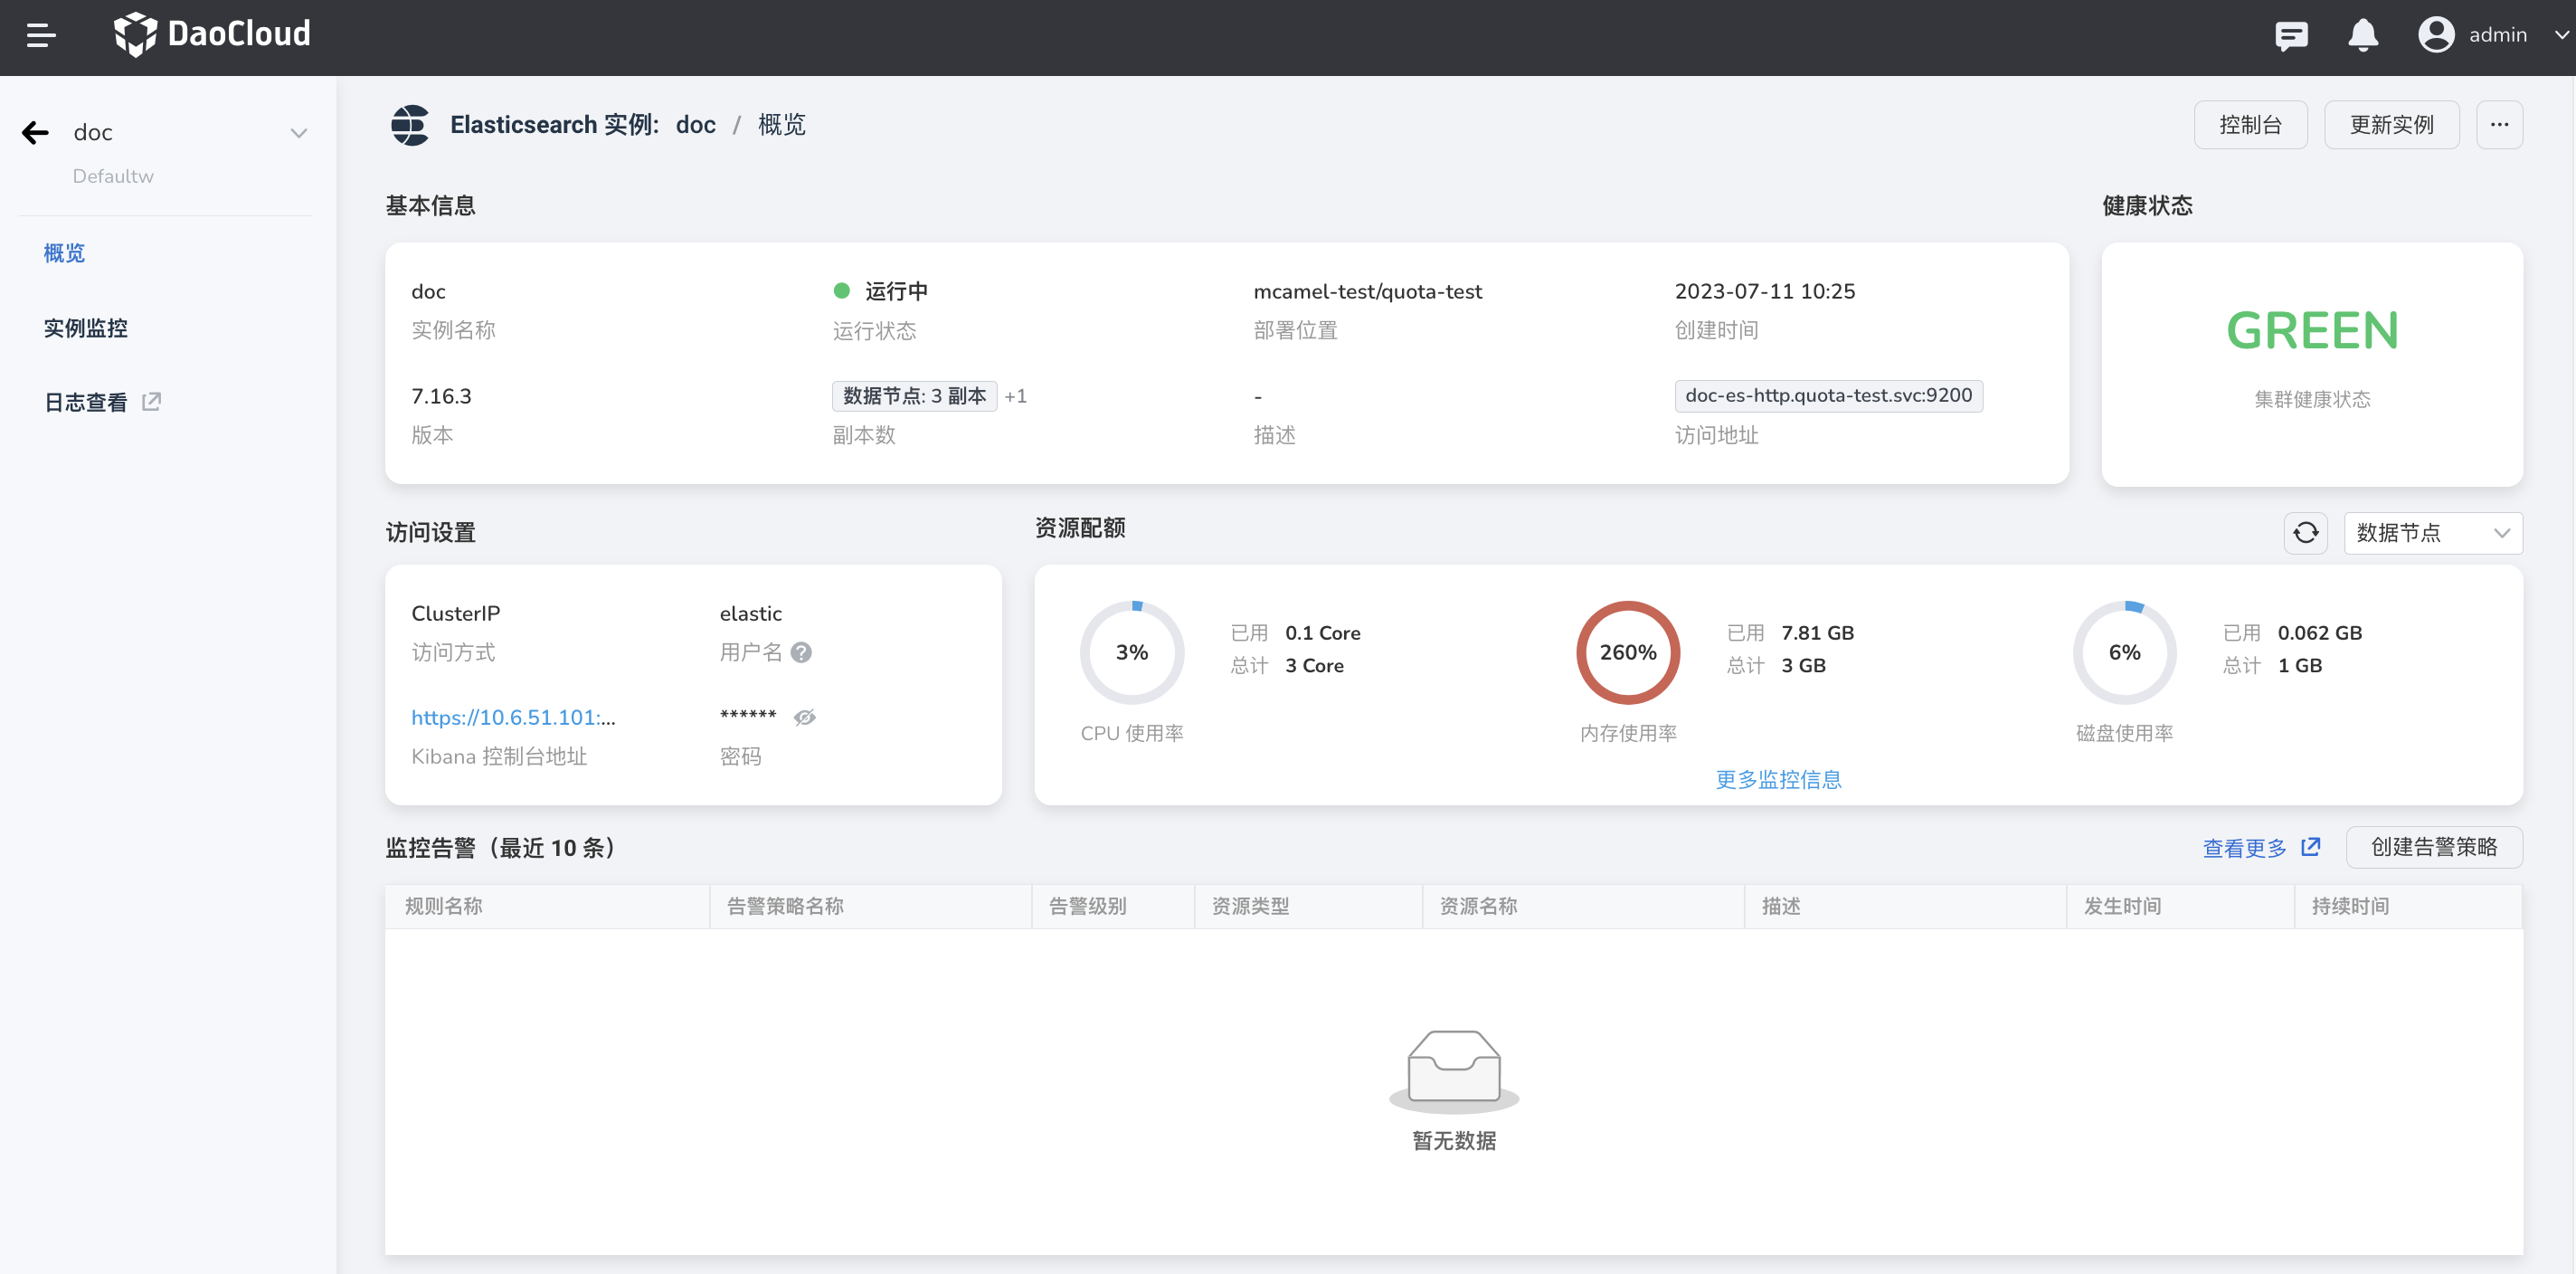 DaoCloud
admin
doc
Defaultw
概览
实例监控
日志查看
Elasticsearch 实例: doc / 概览
控制台
更新实例
...
基本信息
doc
实例名称
运行中
运行状态
mcamel-test/quota-test
部署位置
2023-07-11 10:25
创建时间
7.16.3
版本
数据节点: 3 副本 +1
副本数
-
描述
doc-es-http.quota-test.svc:9200
访问地址
健康状态
GREEN
集群健康状态
访问设置
ClusterIP
访问方式
elastic
用户名
https://10.6.51.101:...
Kibana 控制台地址
******
密码
资源配额
数据节点
3%
CPU 使用率
已用 0.1 Core
总计 3 Core
260%
内存使用率
已用 7.81 GB
总计 3 GB
6%
磁盘使用率
已用 0.062 GB
总计 1 GB
更多监控信息
监控告警（最近 10 条）
查看更多
创建告警策略
规则名称 告警策略名称 告警级别 资源类型 资源名称 描述 发生时间 持续时间
暂无数据